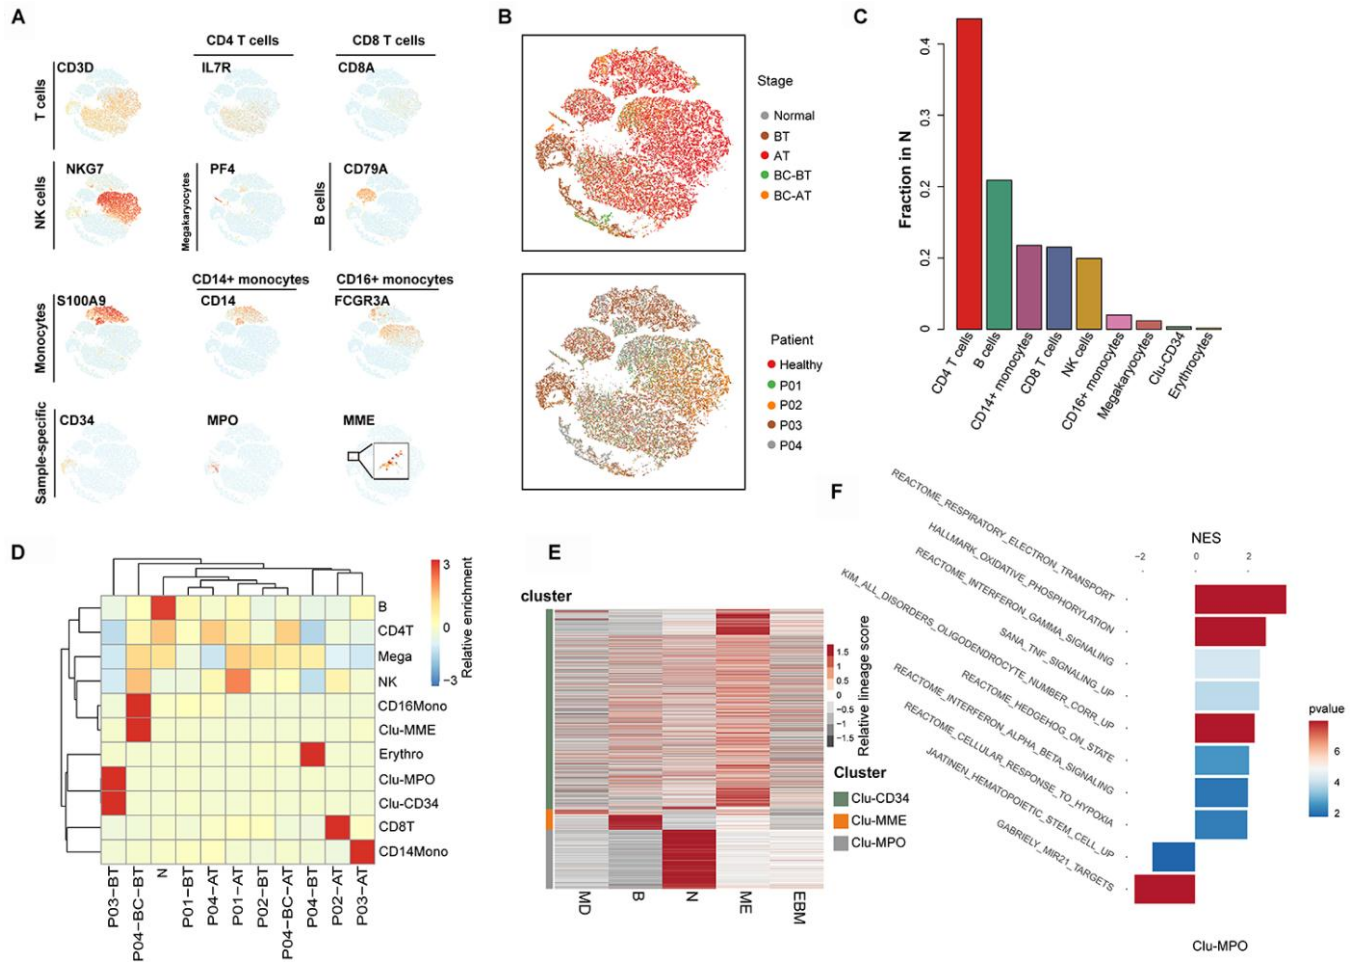 A
CD4 T cells
CD8 T cells
T cells
CD3D
IL7R
CD8A
NK cells
NKG7
Megakaryocytes
PF4
B cells
CD79A
CD14+ monocytes
CD16+ monocytes
Monocytes
S100A9
CD14
FCGR3A
Sample-specific
CD34
MPO
MME
B
Stage
Normal
BT
AT
BC-BT
BC-AT
Patient
Healthy
P01
P02
P03
P04
C
Fraction in N
0.4
0.3
0.2
0.2
0
CD4 T cells
B cells
CD14+ monocytes
CD8 T cells
NK cells
CD16+ monocytes
Megakaryocytes
Clu-CD34
Erythrocytes
D
B
CD4T
Mega
NK
CD16Mono
Clu-MME
Erythro
Clu-MPO
Clu-CD34
CD8T
CD14Mono
3
0
−3
Relative enrichment
P03−BT
P04−BC−BT
N
P01−BT
P04−AT
P01−AT
P02−BT
P04−BC−AT
P04−BT
P02−AT
P03−AT
E
cluster
MD
B
N
ME
EBM
1.5
1
0.5
0
−0.5
−1
−1.5
Relative lineage score
Cluster
Clu-CD34
Clu-MME
Clu-MPO
F
NES
−2
0
2
REACTOME_RESPIRATORY_ELECTRON_TRANSPORT
HALLMARK_OXIDATIVE_PHOSPHORYLATION
REACTOME_INTERFERON_GAMMA_SIGNALING
SANA_TNF_SIGNALING_UP
KIM_ALL_DISORDERS_OLIGODENDROCYTE_NUMBER_CORR_UP
REACTOME_HEDGEHOG_ON_STATE
REACTOME_INTERFERON_ALPHA_BETA_SIGNALING
REACTOME_CELLULAR_RESPONSE_TO_HYPOXIA
JAATINEN_HEMATOPOIETIC_STEM_CELL_UP
GABRIELY_MIR21_TARGETS
pvalue
6
4
2
Clu-MPO